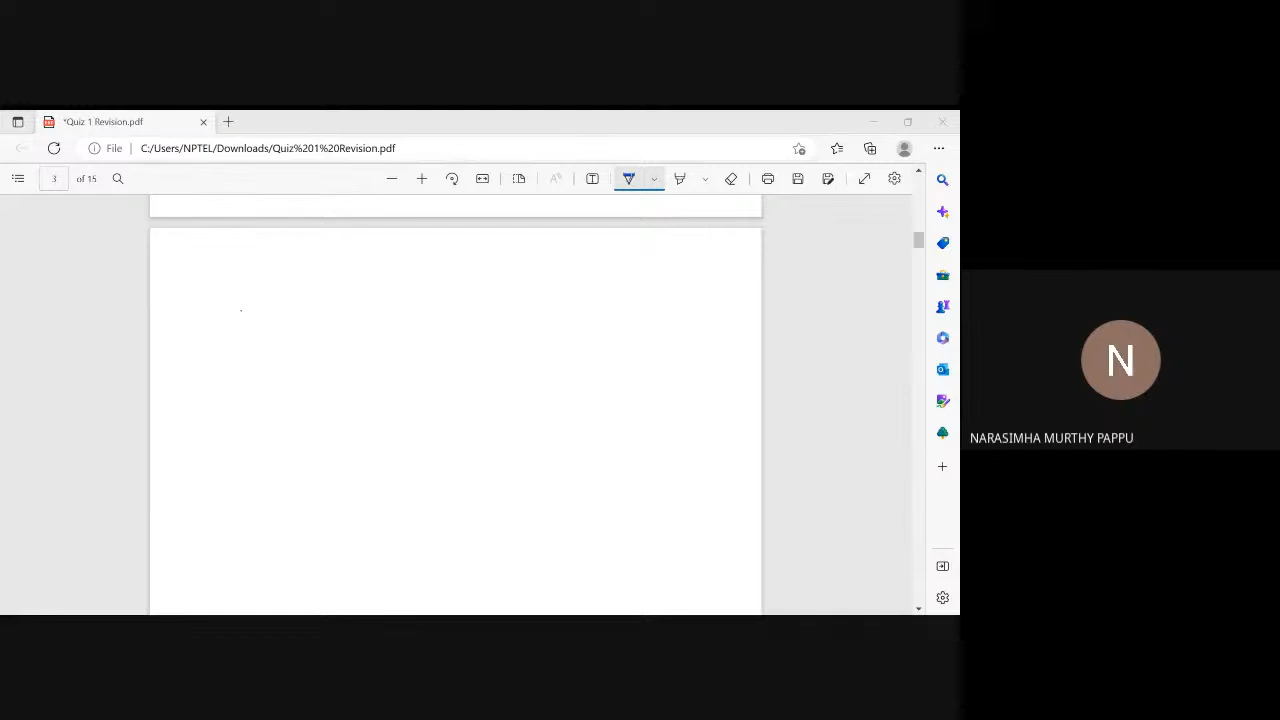 *Quiz 1 Revision.pdf
File
C:/Users/NPTEL/Downloads/Quiz%201%20Revision.pdf
3 of 15
N
NARASIMHA MURTHY PAPPU